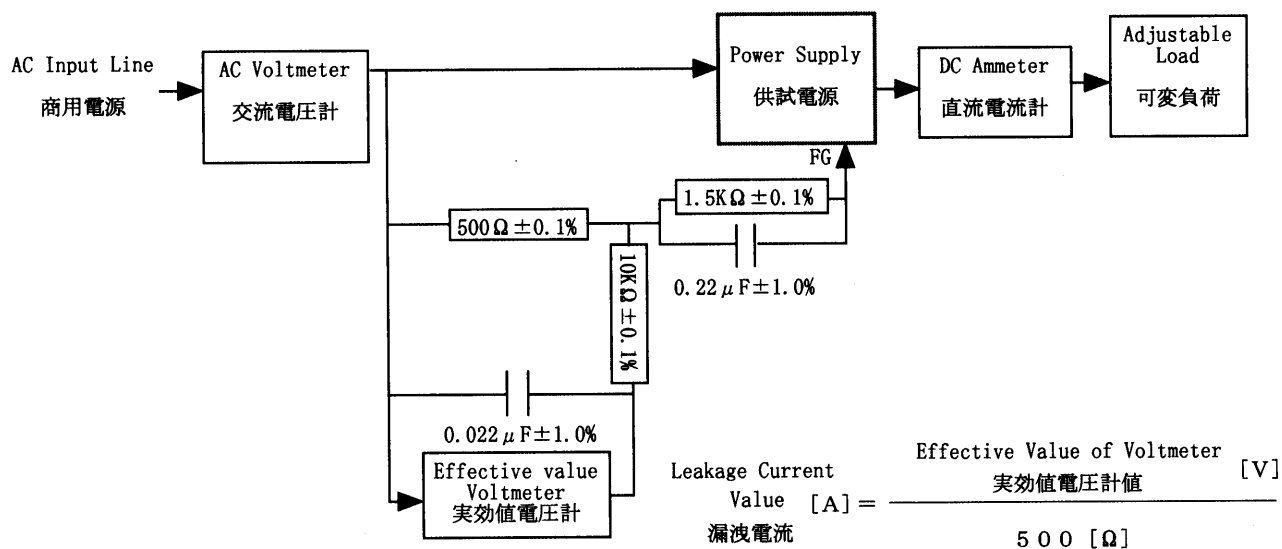 AC Input Line
商用電源
AC Voltmeter
交流電圧計
Power Supply
供試電源
DC Ammeter
直流電流計
Adjustable
Load
可変負荷
FG
1.5KΩ±0.1%
500Ω±0.1%
0.22μF±1.0%
10KΩ±0.1%
0.022μF±1.0%
Effective value
Voltmeter
実効値電圧計
Leakage Current
Value [A]=
漏洩電流
Effective Value of Voltmeter [V]
実効値電圧計値
500 [Ω]